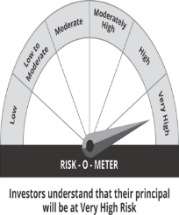 Low
Low to
Moderate
Moderate
Moderately
High
High
Very High
RISK - O - METER
Investors understand that their principal
will be at Very High Risk